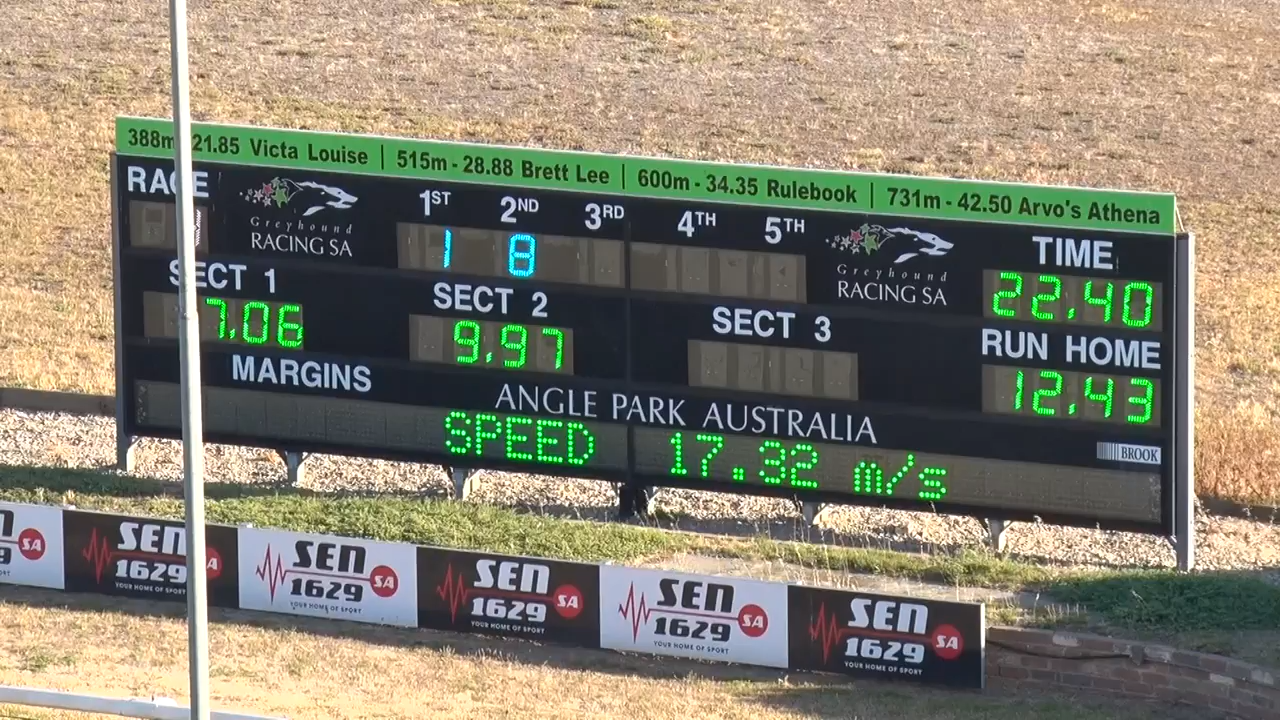 388m - 21.85 Victa Louise | 515m - 28.88 Brett Lee | 600m - 34.35 Rulebook | 731m - 42.50 Arvo's Athena
RACE
Greyhound
RACING SA
1ST 2ND 3RD 4TH 5TH
1 8
Greyhound
RACING SA
TIME
22.40
SECT 1
7.06
SECT 2
9.97
SECT 3
RUN HOME
12.43
MARGINS
ANGLE PARK AUSTRALIA
BROOK
SPEED 17.32 m/s
SA
SEN
1629
YOUR HOME OF SPORT
SEN
1629 SA
YOUR HOME OF SPORT
SEN
1629 SA
YOUR HOME OF SPORT
SEN
1629 SA
YOUR HOME OF SPORT
SEN
1629 SA
YOUR HOME OF SPORT